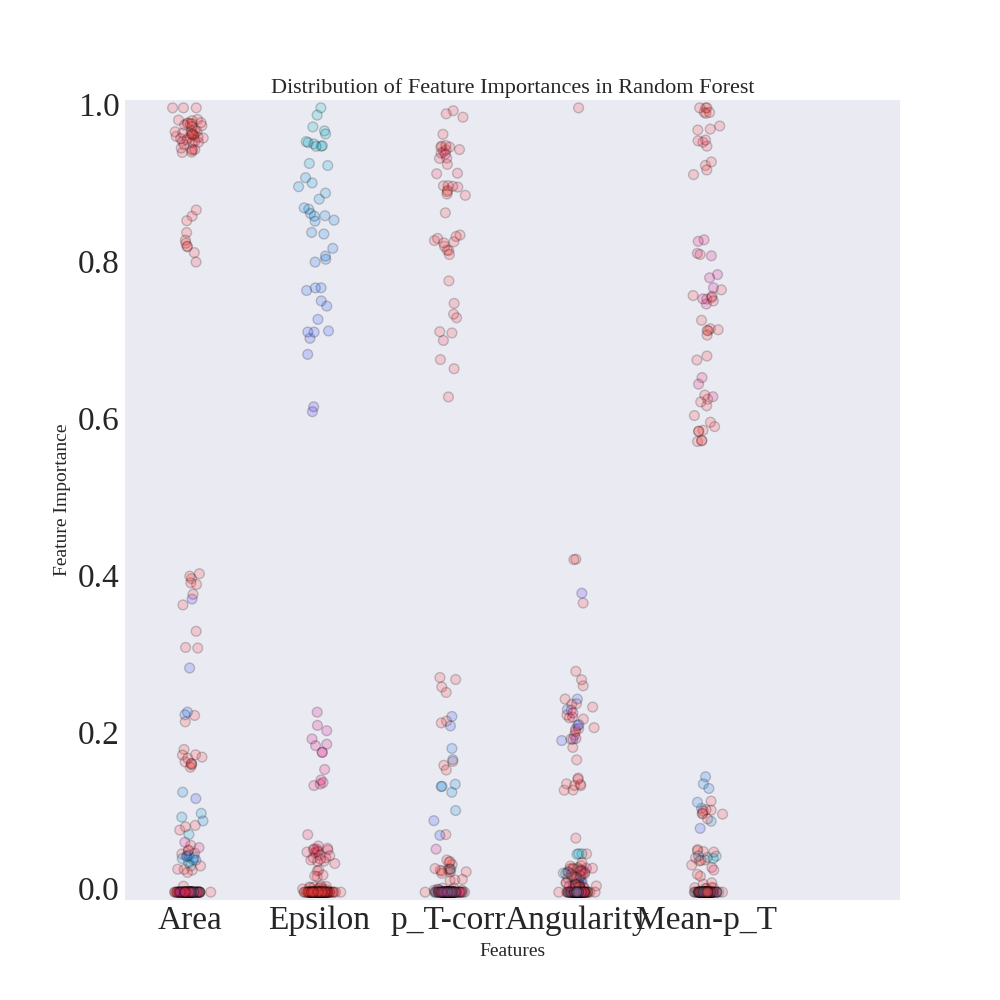 Distribution of Feature Importances in Random Forest
1.0
0.8
0.6
0.4
0.2
0.0
Feature Importance
Area Epsilon p_T-corr Angularity Mean-p_T
Features